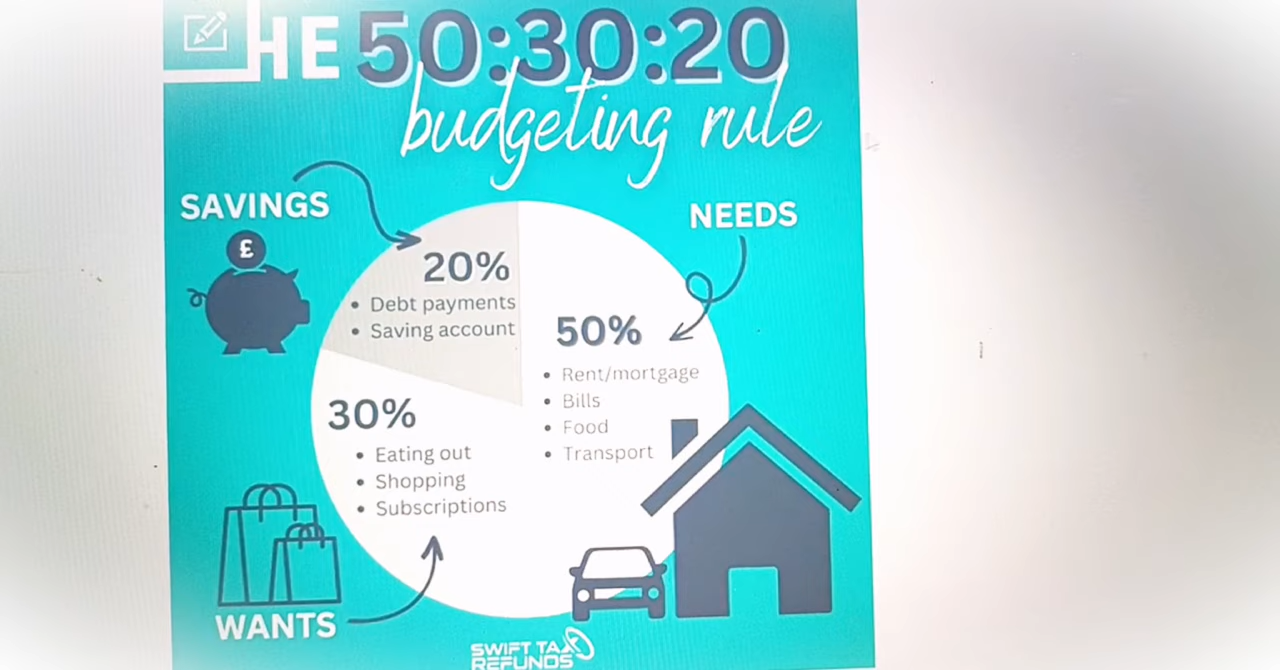 HE 50:30:20
budgeting rule
SAVINGS
£
20%
• Debt payments
• Saving account
NEEDS
50%
• Rent/mortgage
• Bills
• Food
• Transport
30%
• Eating out
• Shopping
• Subscriptions
WANTS
SWIFT TAX
REFUNDS